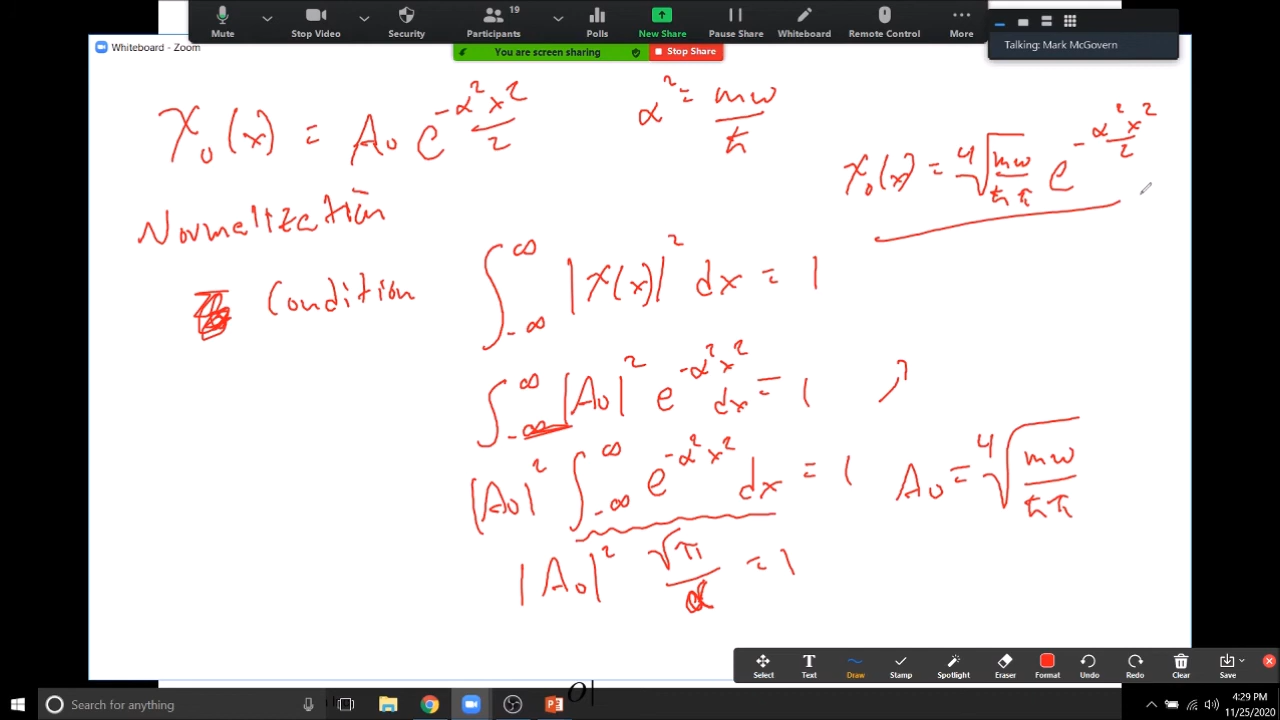 19
Mute
Stop Video
Security
Participants
Polls
New Share
Pause Share
Whiteboard
Remote Control
More
Talking: Mark McGovern
Whiteboard - Zoom
You are screen sharing
Stop Share
χ₀(x) = A₀ e^(-α²x²/2)
α² = mω/ħ
χ₀(x) = ⁴√(mω/ħπ) e^(-α²x²/2)
Normalization
Condition
∫_{-∞}^{∞} |χ(x)|² dx = 1
∫_{-∞}^{∞} |A₀|² e^(-α²x²) dx = 1
|A₀|² ∫_{-∞}^{∞} e^(-α²x²) dx = 1
A₀ = ⁴√(mω/ħπ)
|A₀|² √π/α = 1
Select
Text
Draw
Stamp
Spotlight
Eraser
Format
Undo
Redo
Clear
Save
Search for anything
4:29 PM
11/25/2020